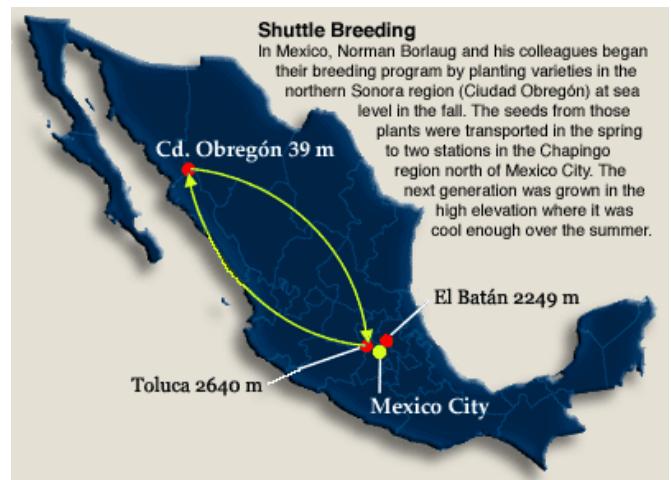 Shuttle Breeding
In Mexico, Norman Borlaug and his colleagues began
their breeding program by planting varieties in the
northern Sonora region (Ciudad Obregón) at sea
level in the fall. The seeds from those
plants were transported in the spring
to two stations in the Chapingo
region north of Mexico City. The
next generation was grown in the
high elevation where it was
cool enough over the summer.
Cd. Obregón 39 m
El Batán 2249 m
Toluca 2640 m
Mexico City